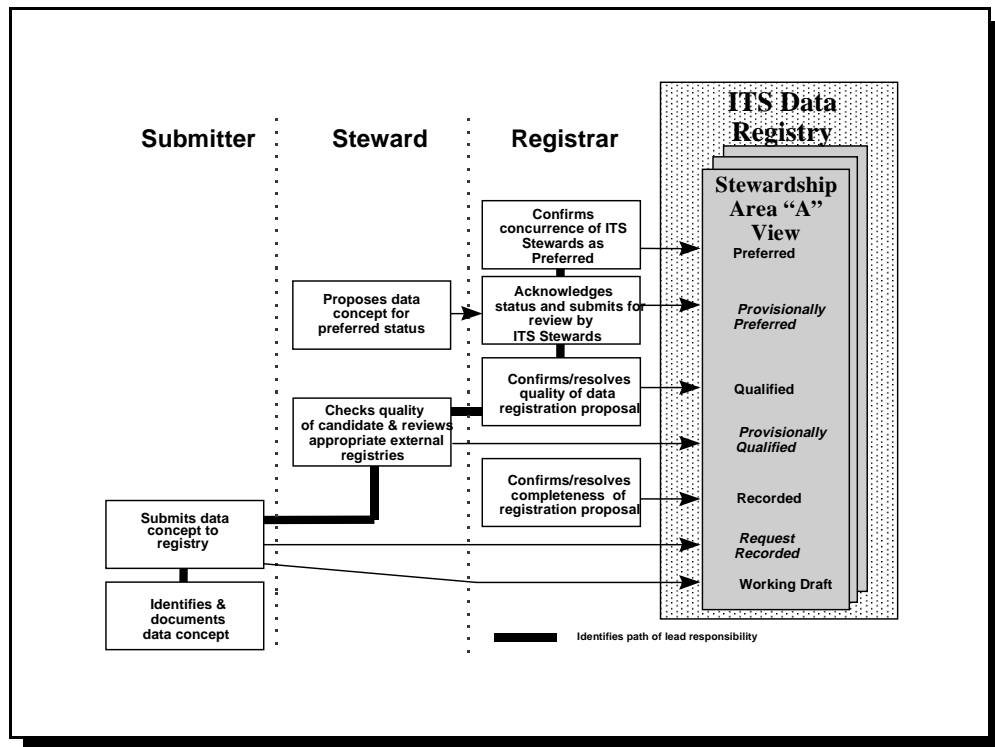 ITS Data
Registry
Submitter
Steward
Registrar
Stewardship
Area “A”
View
Confirms
concurrence of ITS
Stewards as
Preferred
Preferred
Proposes data
concept for
preferred status
Acknowledges
status and submits for
review by
ITS Stewards
Provisionally
Preferred
Confirms/resolves
quality of data
registration proposal
Qualified
Checks quality
of candidate & reviews
appropriate external
registries
Provisionally
Qualified
Confirms/resolves
completeness of
registration proposal
Recorded
Submits data
concept to
registry
Request
Recorded
Working Draft
Identifies &
documents
data concept
Identifies path of lead responsibility